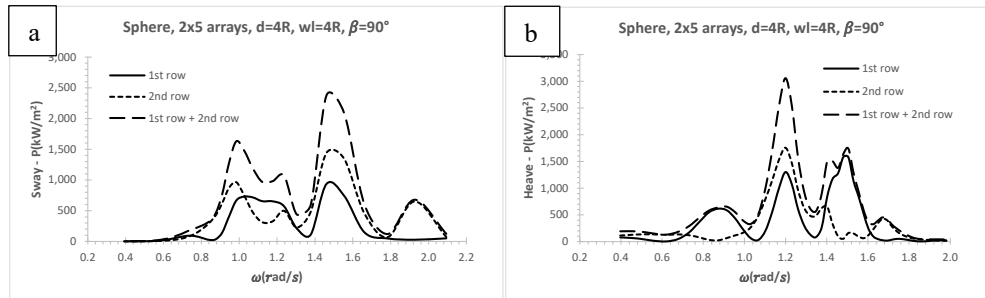 a
Sphere, 2x5 arrays, d=4R, wl=4R, β=90°
3,000
2,500
2,000
1,500
1,000
500
0
Sway - P(kW/m²)
1st row
2nd row
1st row + 2nd row
0.2 0.4 0.6 0.8 1.0 1.2 1.4 1.6 1.8 2.0 2.2
ω(rad/s)
b
Sphere, 2x5 arrays, d=4R, wl=4R, β=90°
3,500
3,000
2,500
2,000
1,500
1,000
500
0
Heave - P(kW/m²)
1st row
2nd row
1st row + 2nd row
0.2 0.4 0.6 0.8 1.0 1.2 1.4 1.6 1.8 2.0
ω(rad/s)